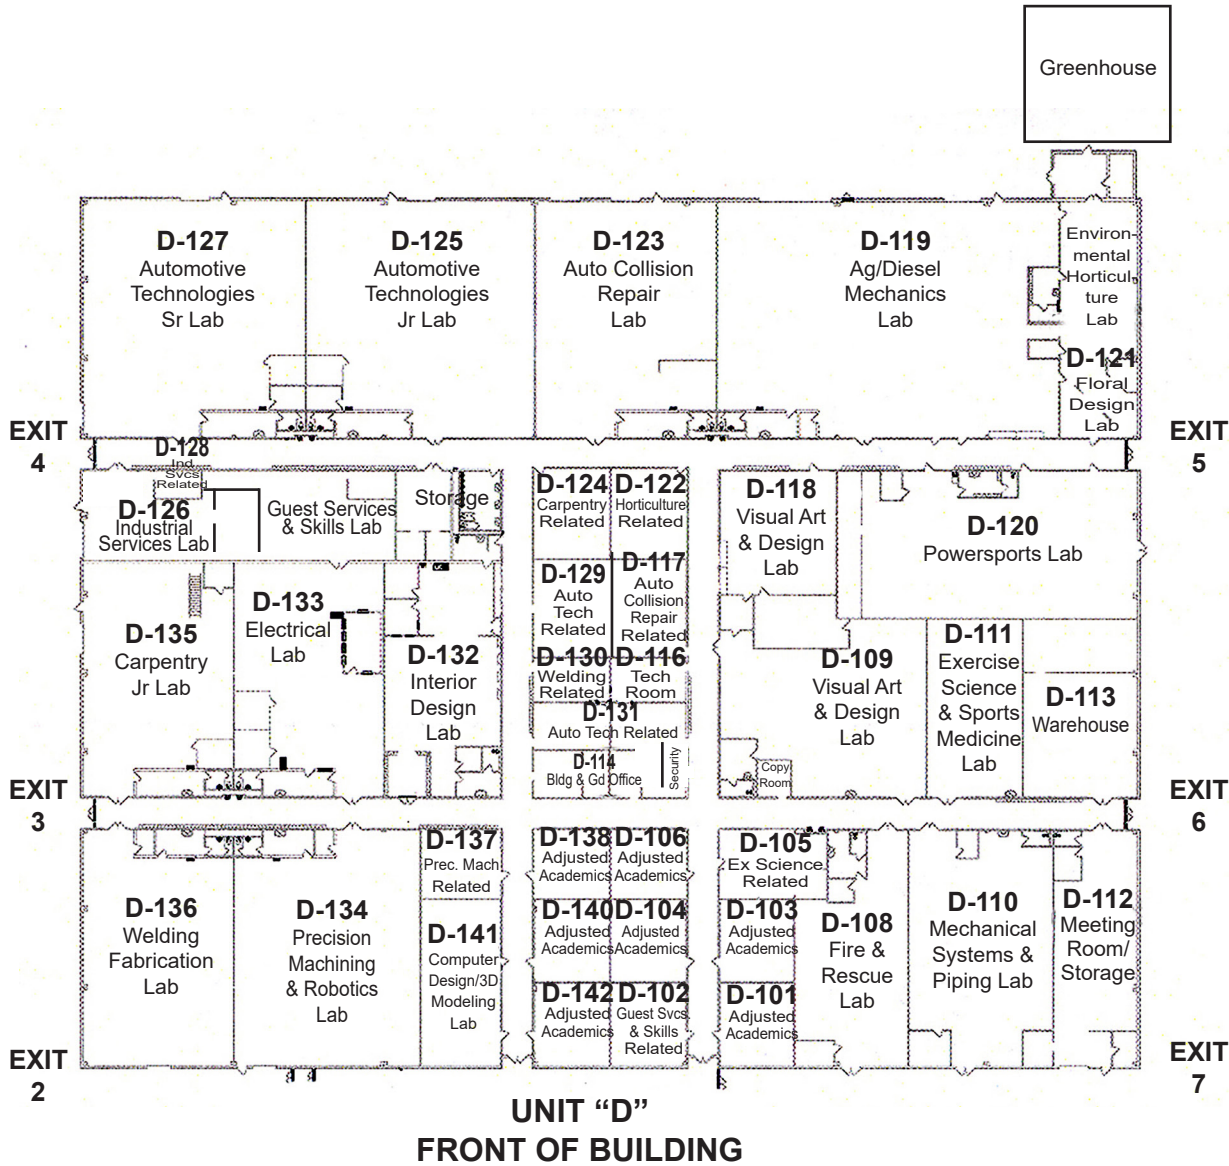 Greenhouse
D-127
Automotive
Technologies
Sr Lab
D-125
Automotive
Technologies
Jr Lab
D-123
Auto Collision
Repair
Lab
D-119
Ag/Diesel
Mechanics
Lab
Environ-
mental
Horticul-
ture
Lab
D-121
Floral
Design
Lab
EXIT
4
EXIT
5
D-128
Ind
Svcs
Related
D-126
Industrial
Services Lab
Guest Services
& Skills Lab
Storage
D-124
Carpentry
Related
D-122
Horticulture
Related
D-118
Visual Art
& Design
Lab
D-120
Powersports Lab
D-129
Auto
Tech
Related
D-117
Auto
Collision
Repair
Related
D-135
Carpentry
Jr Lab
D-133
Electrical
Lab
D-132
Interior
Design
Lab
D-130
Welding
Related
D-116
Tech
Room
D-131
Auto Tech Related
D-114
Bldg & Gd Office
Security
D-109
Visual Art
& Design
Lab
Copy
Room
D-111
Exercise
Science
& Sports
Medicine
Lab
D-113
Warehouse
EXIT
3
EXIT
6
D-136
Welding
Fabrication
Lab
D-134
Precision
Machining
& Robotics
Lab
D-137
Prec. Mach
Related
D-141
Computer
Design/3D
Modeling
Lab
D-138
Adjusted
Academics
D-106
Adjusted
Academics
D-140
Adjusted
Academics
D-104
Adjusted
Academics
D-142
Adjusted
Academics
D-102
Guest Svcs
& Skills
Related
D-105
Ex Science
Related
D-103
Adjusted
Academics
D-101
Adjusted
Academics
D-108
Fire &
Rescue
Lab
D-110
Mechanical
Systems &
Piping Lab
D-112
Meeting
Room/
Storage
EXIT
2
EXIT
7
UNIT “D”
FRONT OF BUILDING